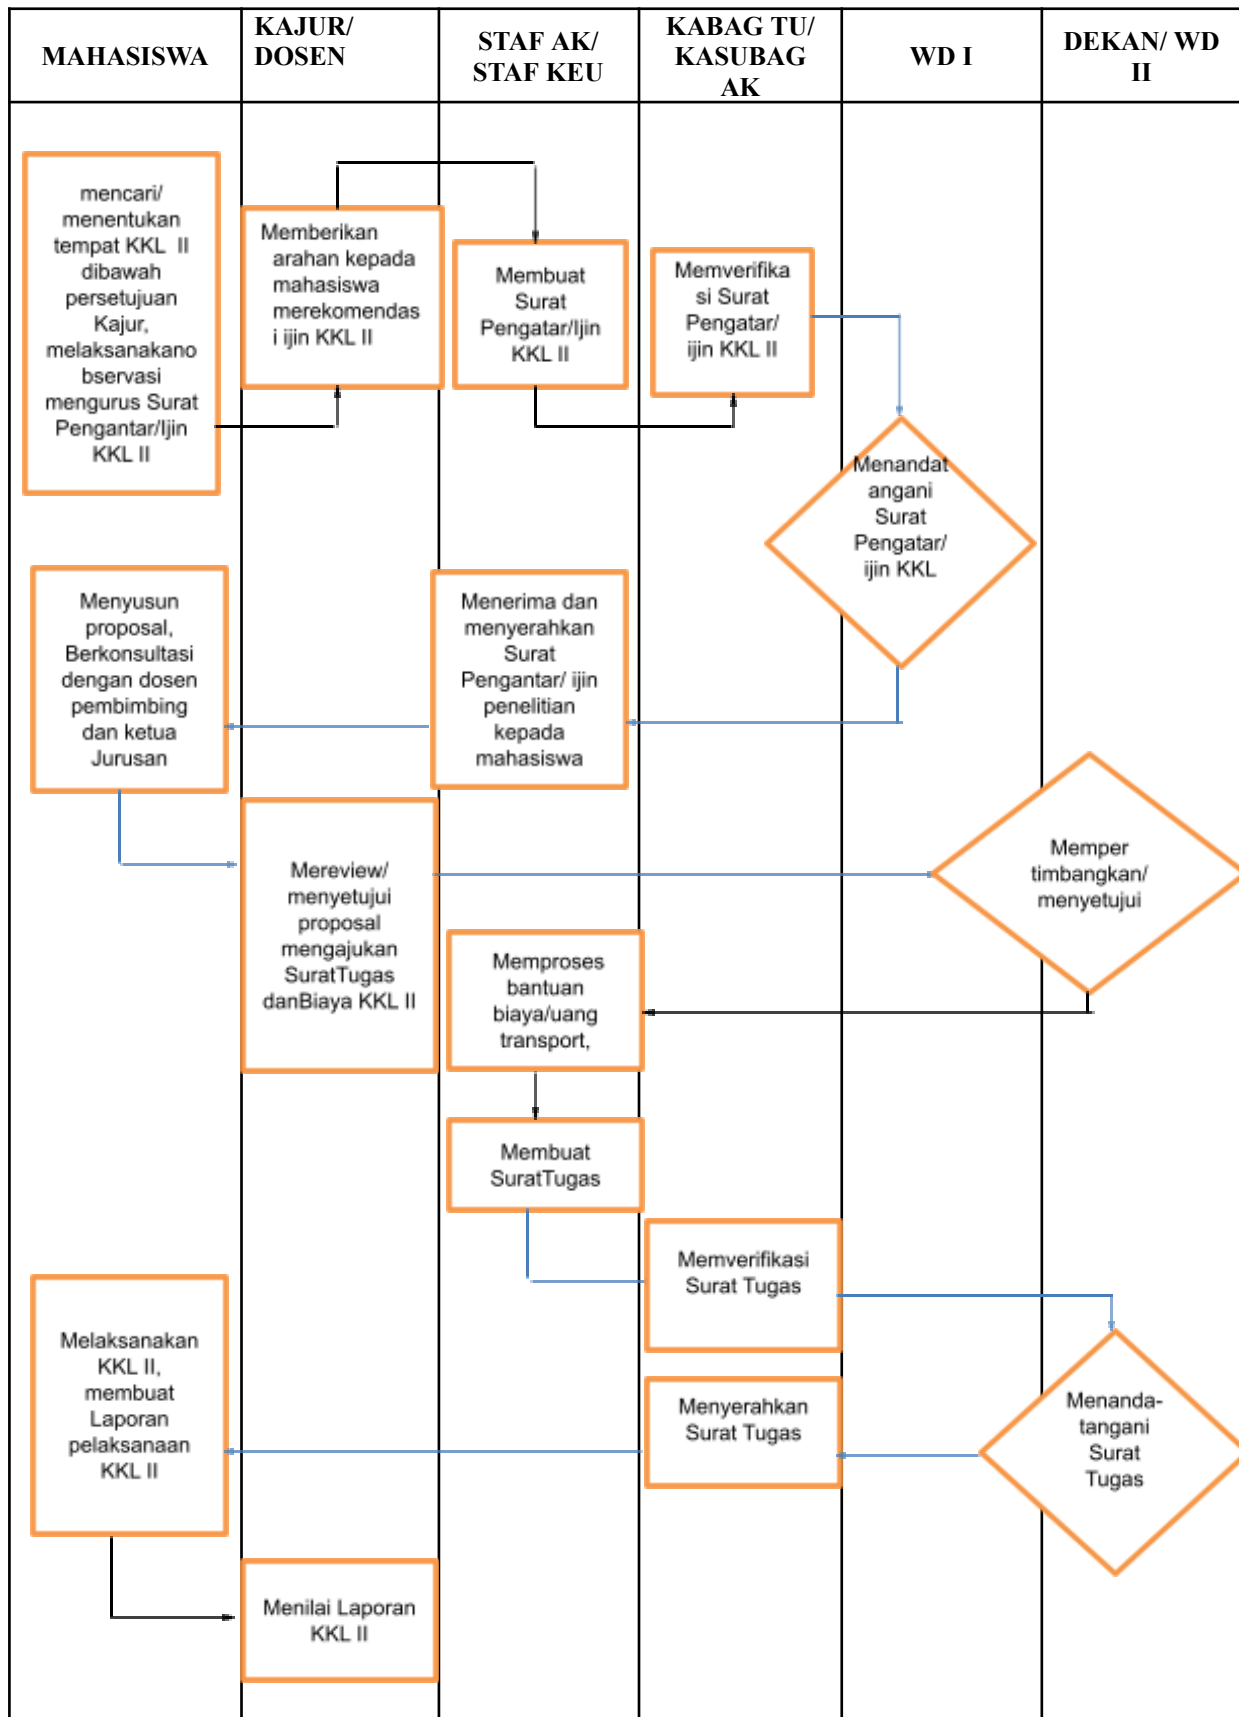 MAHASISWA
KAJUR/
DOSEN
STAF AK/
STAF KEU
KABAG TU/
KASUBAG
AK
WD I
DEKAN/ WD
II
mencari/
menentukan
tempat KKL  II
dibawah
persetujuan
Kajur,
melaksanakano
bservasi
mengurus Surat
Pengantar/Ijin
KKL II
Memberikan
arahan kepada
mahasiswa
merekomendas
i ijin KKL II
Membuat
Surat
Pengatar/Ijin
KKL II
Memverifika
si Surat
Pengatar/
ijin KKL II
Menandat
angani
Surat
Pengatar/
ijin KKL
Menyusun
proposal,
Berkonsultasi
dengan dosen
pembimbing
dan ketua
Jurusan
Menerima dan
menyerahkan
Surat
Pengantar/ ijin
penelitian
kepada
mahasiswa
Mereview/
menyetujui
proposal
mengajukan
SuratTugas
danBiaya KKL II
Memper
timbangkan/
menyetujui
Memproses
bantuan
biaya/uang
transport,
Membuat
SuratTugas
Memverifikasi
Surat Tugas
Melaksanakan
KKL II,
membuat
Laporan
pelaksanaan
KKL II
Menyerahkan
Surat Tugas
Menanda-
tangani
Surat
Tugas
Menilai Laporan
KKL II